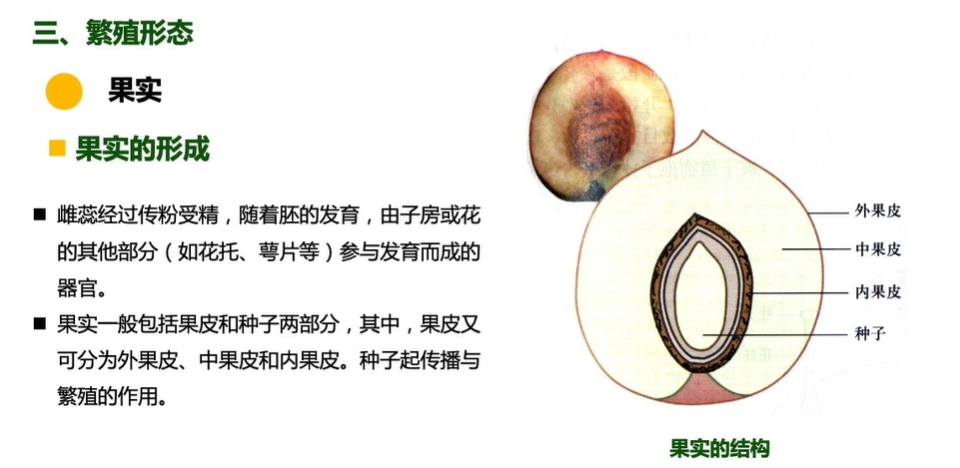 三、繁殖形态
果实
果实的形成
雌蕊经过传粉受精，随着胚的发育，由子房或花
的其他部分（如花托、萼片等）参与发育而成的
器官。
果实一般包括果皮和种子两部分，其中，果皮又
可分为外果皮、中果皮和内果皮。种子起传播与
繁殖的作用。
外果皮
中果皮
内果皮
种子
果实的结构